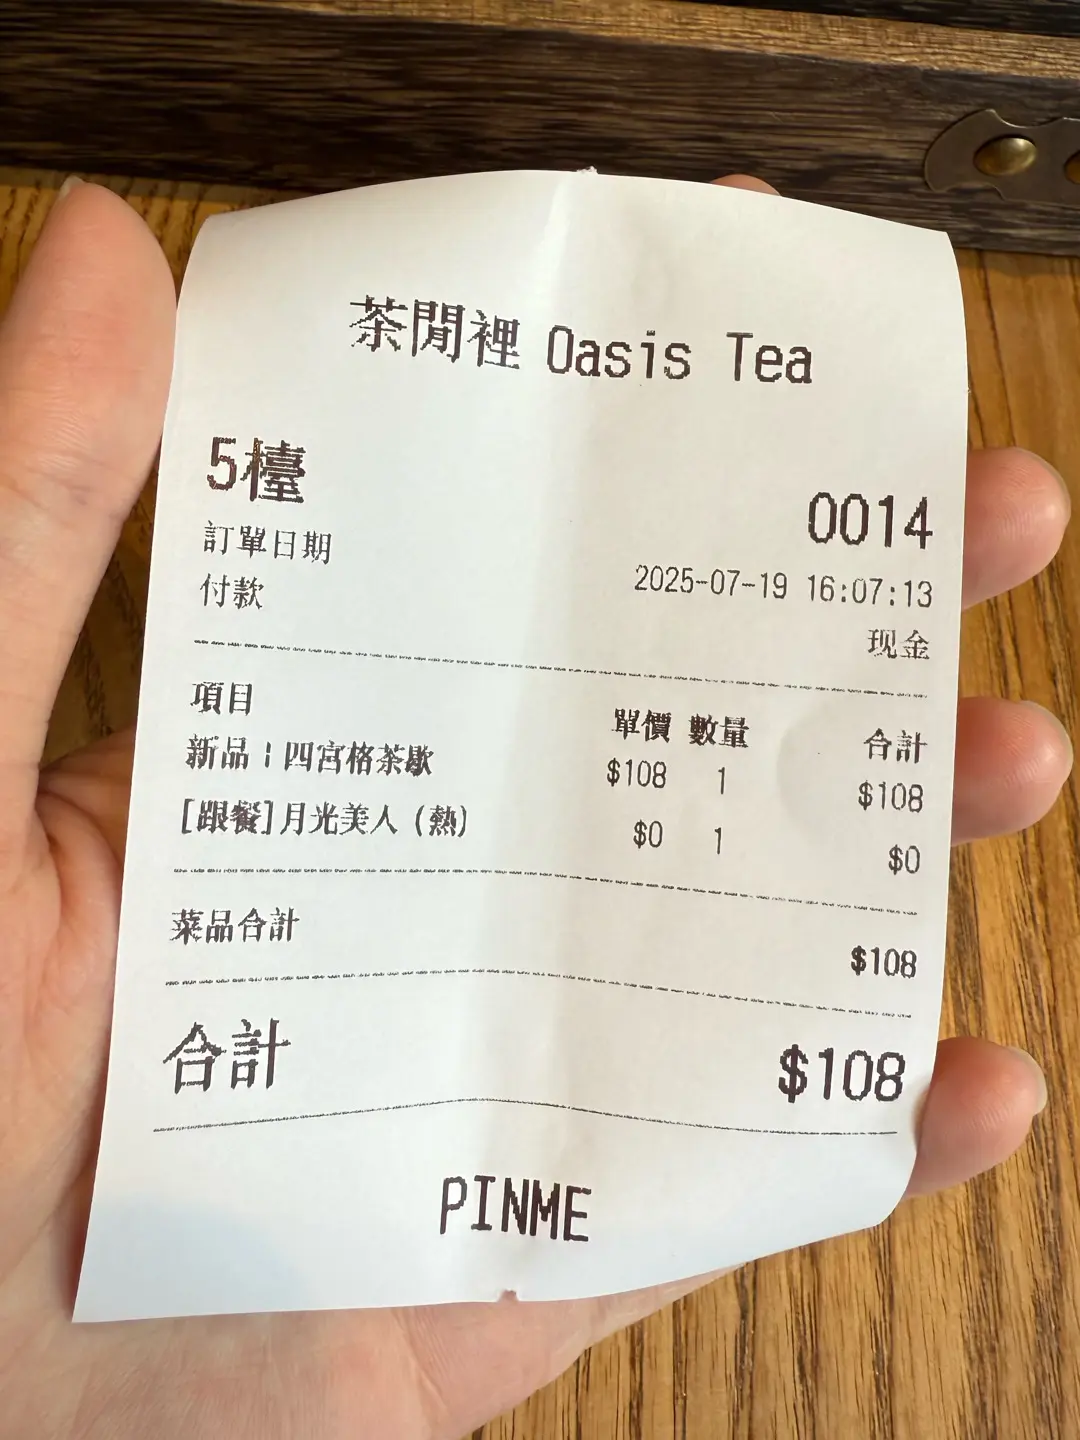 茶閒裡 Oasis Tea
5檯
0014
訂單日期 2025-07-19 16:07:13
付款 现金
項目 單價 數量 合計
新品：四宮格茶歇 $108 1 $108
[跟餐]月光美人（熱） $0 1 $0
菜品合計 $108
合計 $108
PINME